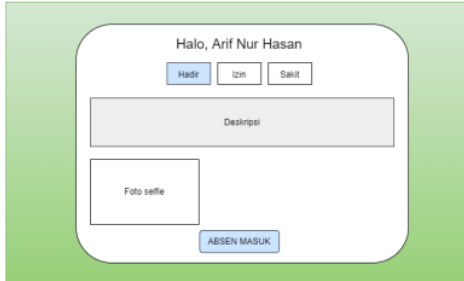 Halo, Arif Nur Hasan
Hadir Izin Sakit
Deskripsi
Foto selfie
ABSEN MASUK